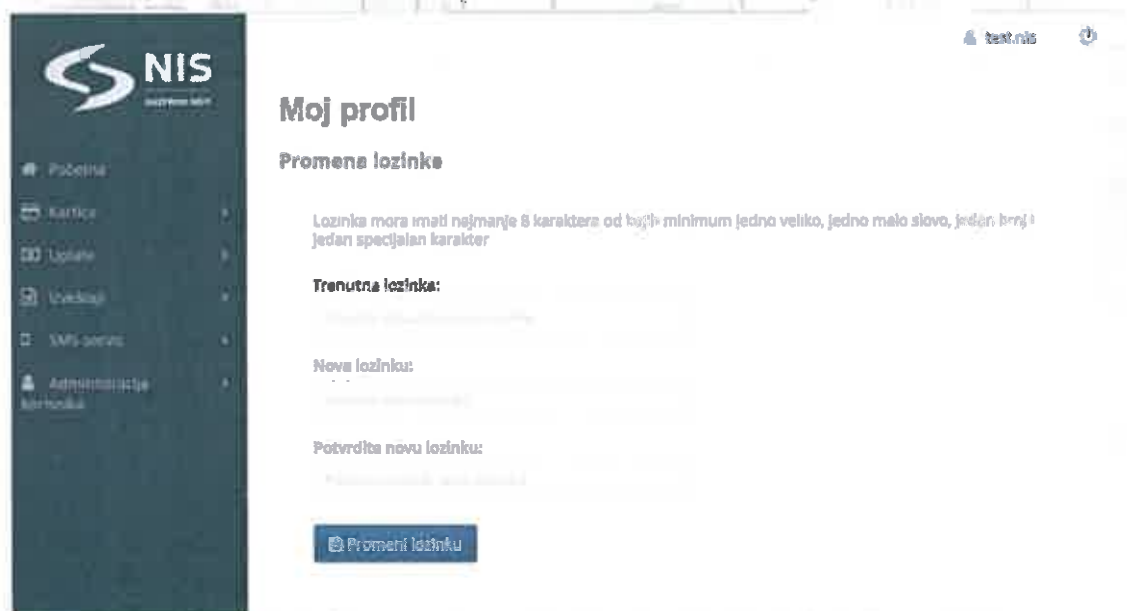 NIS
test.nis
Moj profil
Promena lozinke
Početna
Kartice
Uplate
Izveštaji
SMS servis
Administracija
korisnika
Lozinka mora imati najmanje 8 karaktera od kojih minimum jedno veliko, jedno malo slovo, jedan broj i
jedan specijalan karakter
Trenutna lozinka:
Nova lozinku:
Potvrdite novu lozinku:
Promeni lozinku